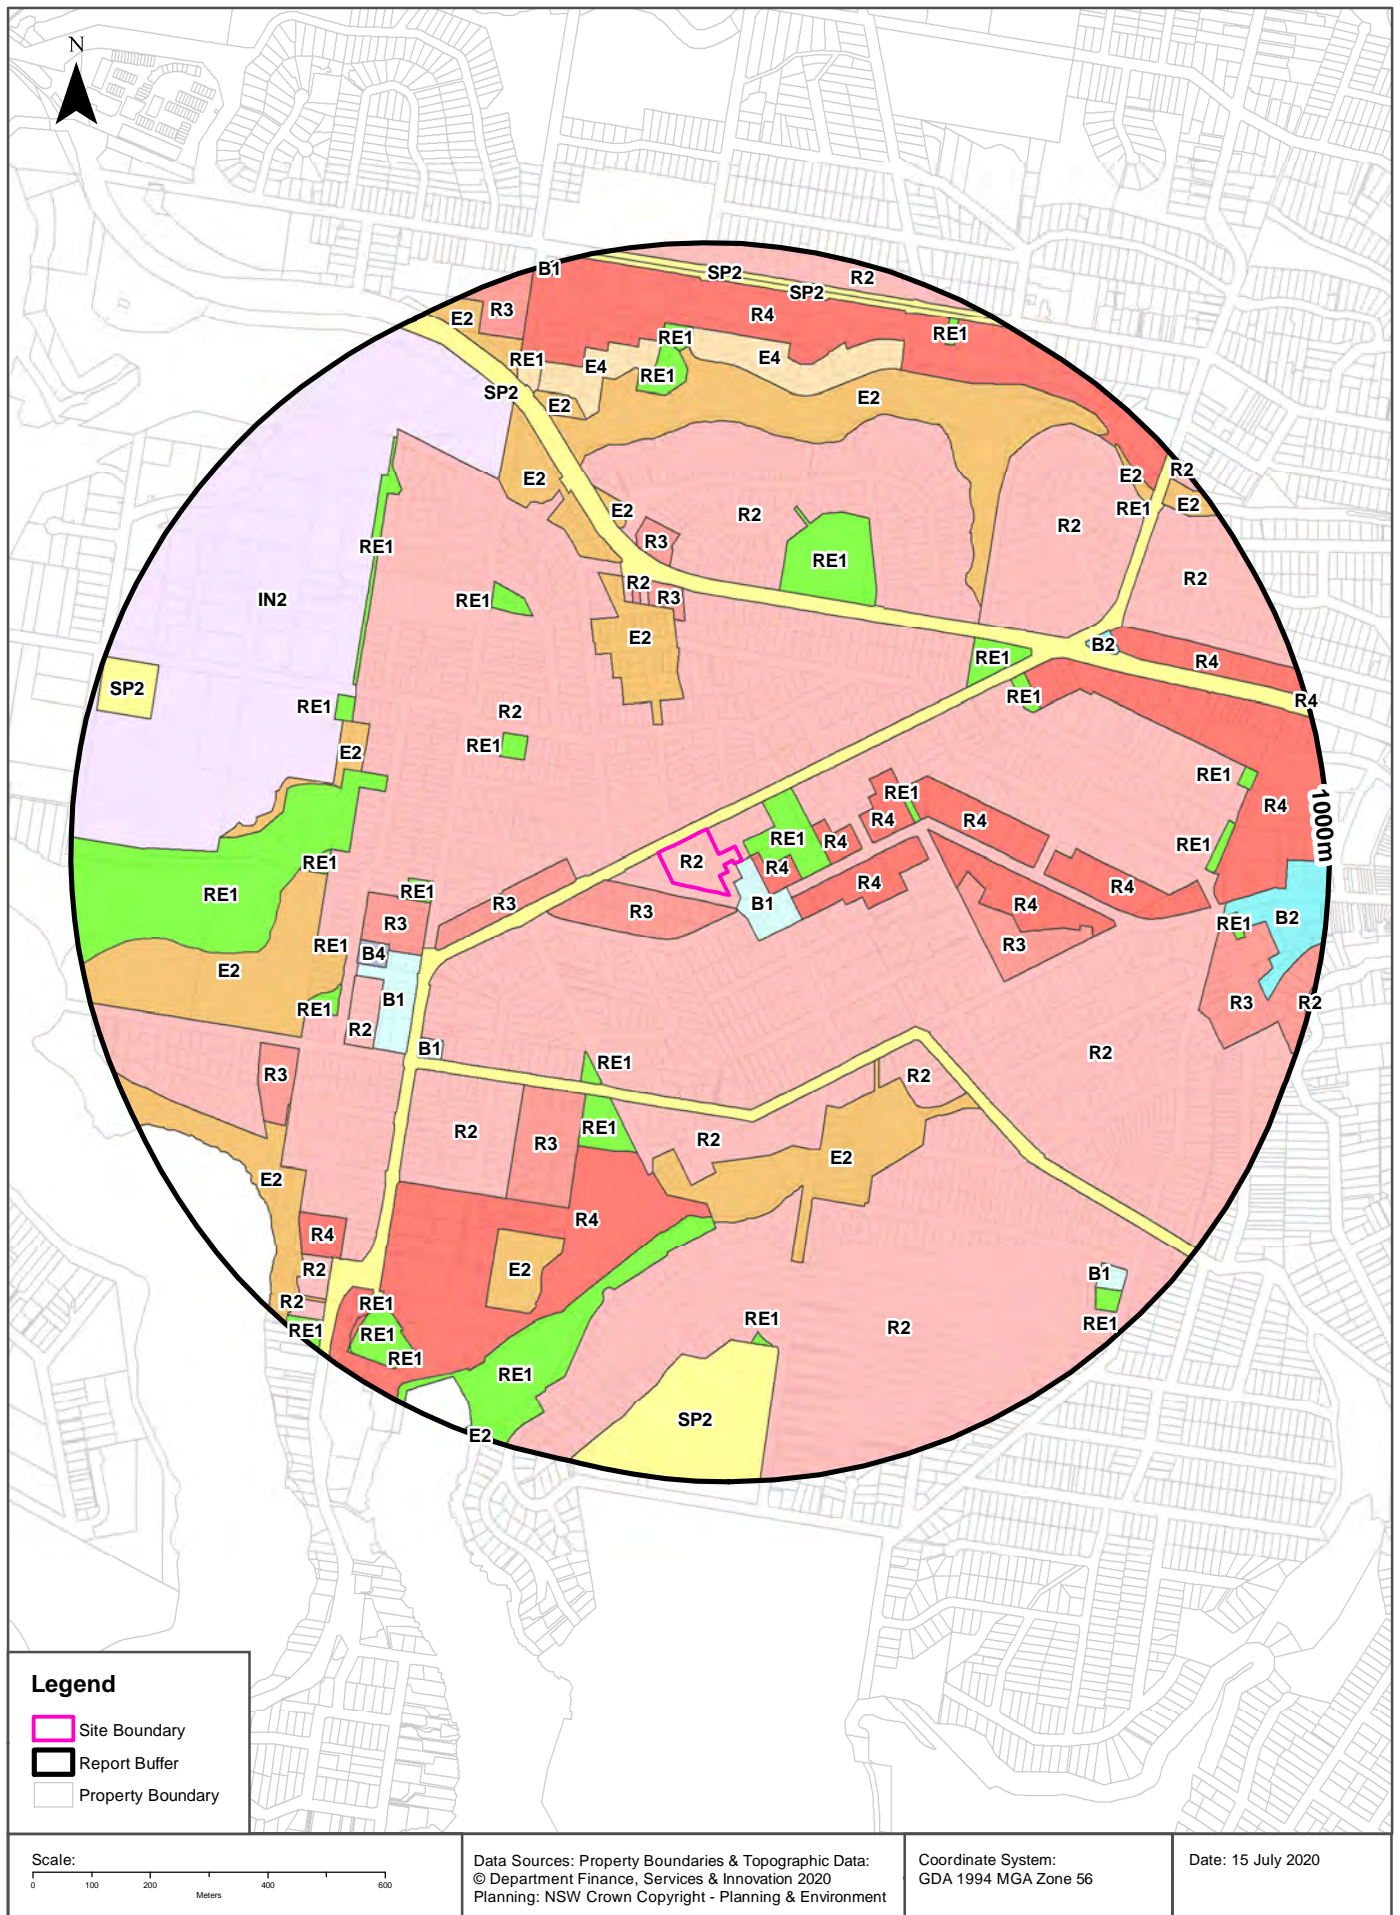 N
B1
SP2
R2
SP2
E2
R3
R4
RE1
RE1
RE1
E4
E4
RE1
SP2
E2
E2
R2
E2
E2
RE1
E2
E2
R2
R2
RE1
R3
RE1
R2
IN2
R2
RE1
R3
E2
B2
RE1
R4
SP2
RE1
RE1
R4
R2
RE1
E2
RE1
RE1
R4
1000m
R4
R4
RE1
R4
RE1
R2
RE1
RE1
R4
R4
R4
RE1
R3
R3
B1
R4
R3
RE1
B2
RE1
B4
R3
E2
B1
RE1
R2
R3
R2
B1
RE1
R2
R3
R2
RE1
R2
R3
R2
E2
E2
R4
R4
R2
E2
B1
R2
RE1
RE1
RE1
RE1
RE1
RE1
R2
RE1
RE1
SP2
E2
Legend
Site Boundary
Report Buffer
Property Boundary
Scale:
0 100 200 400 600
Meters
Data Sources: Property Boundaries & Topographic Data:
© Department Finance, Services & Innovation 2020
Planning: NSW Crown Copyright - Planning & Environment
Coordinate System:
GDA 1994 MGA Zone 56
Date: 15 July 2020